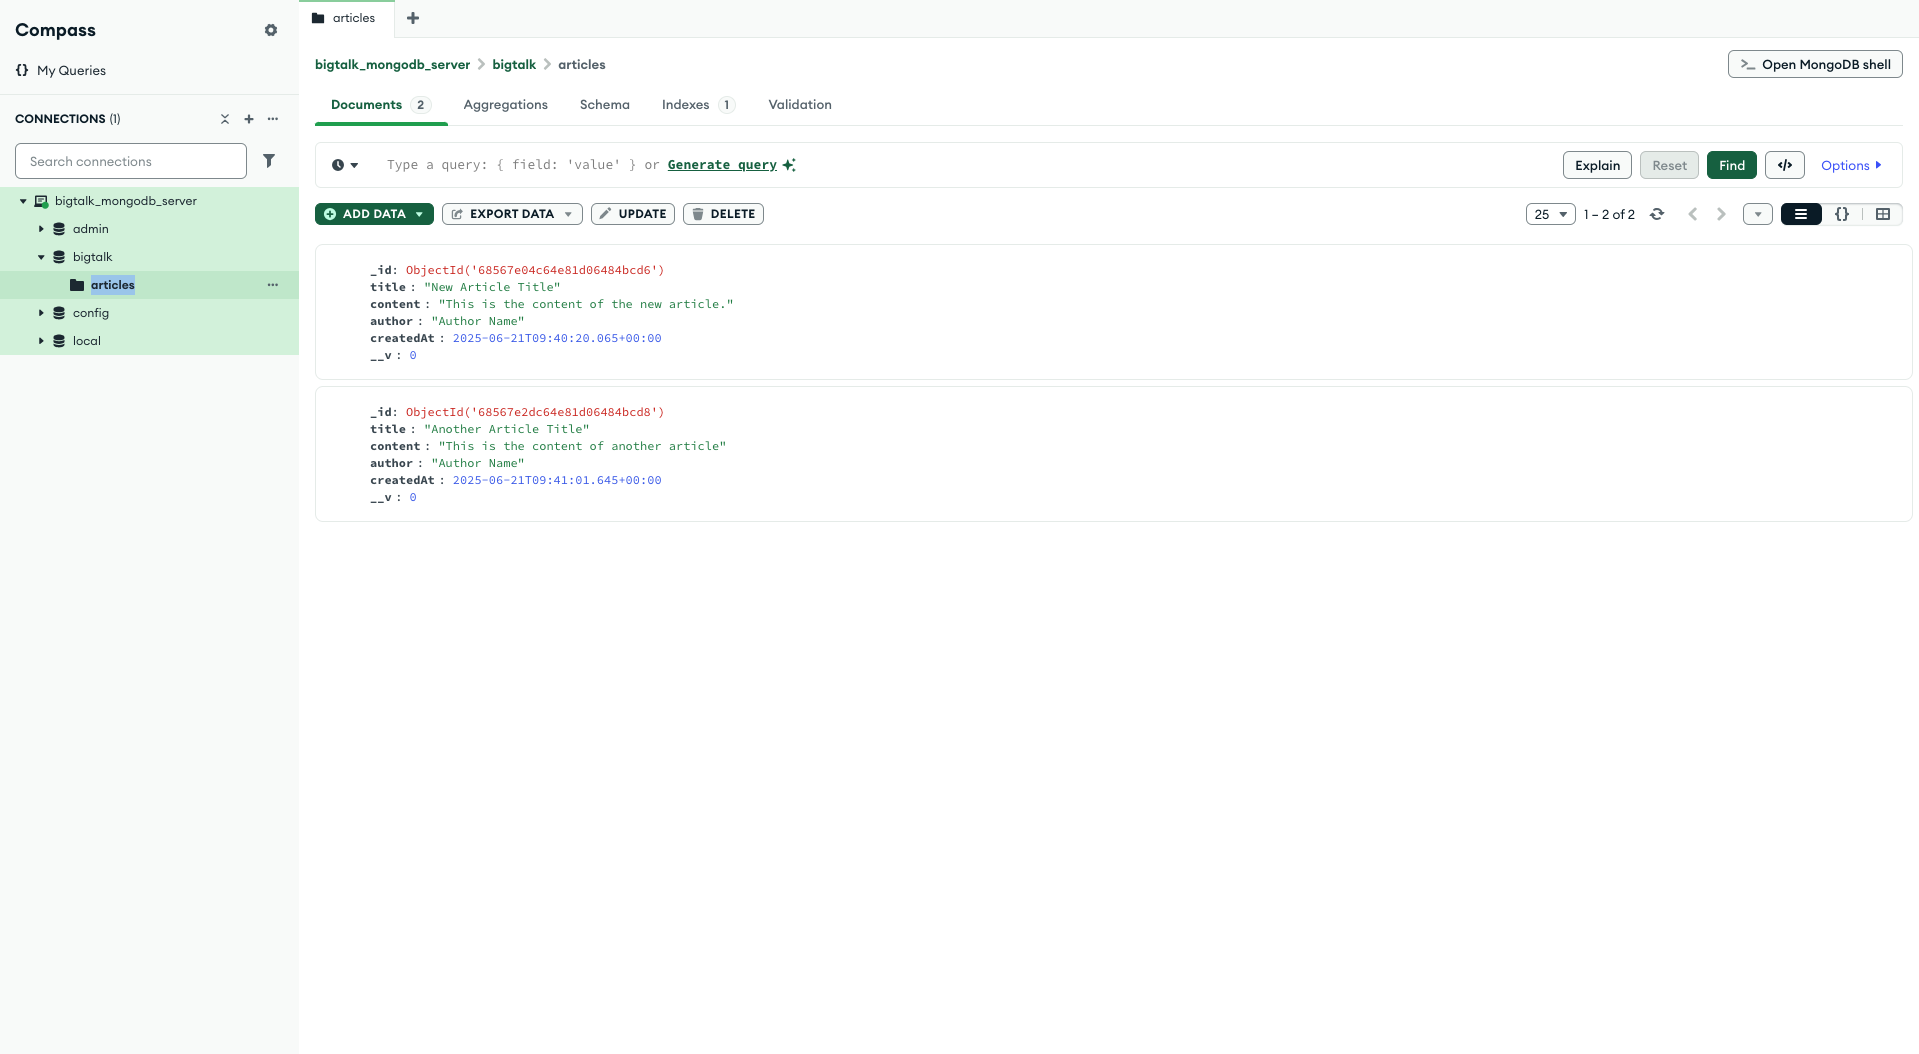 Compass
{} My Queries
CONNECTIONS (1)
Search connections
bigtalk_mongodb_server
admin
bigtalk
articles
config
local
articles
bigtalk_mongodb_server > bigtalk > articles
>_ Open MongoDB shell
Documents 2 Aggregations Schema Indexes 1 Validation
Type a query: { field: 'value' } or Generate query
Explain Reset Find </> Options
ADD DATA EXPORT DATA UPDATE DELETE
25 1 – 2 of 2 {}
_id: ObjectId('68567e04c64e81d06484bcd6')
title : "New Article Title"
content : "This is the content of the new article."
author : "Author Name"
createdAt : 2025-06-21T09:40:20.065+00:00
__v : 0
_id: ObjectId('68567e2dc64e81d06484bcd8')
title : "Another Article Title"
content : "This is the content of another article"
author : "Author Name"
createdAt : 2025-06-21T09:41:01.645+00:00
__v : 0